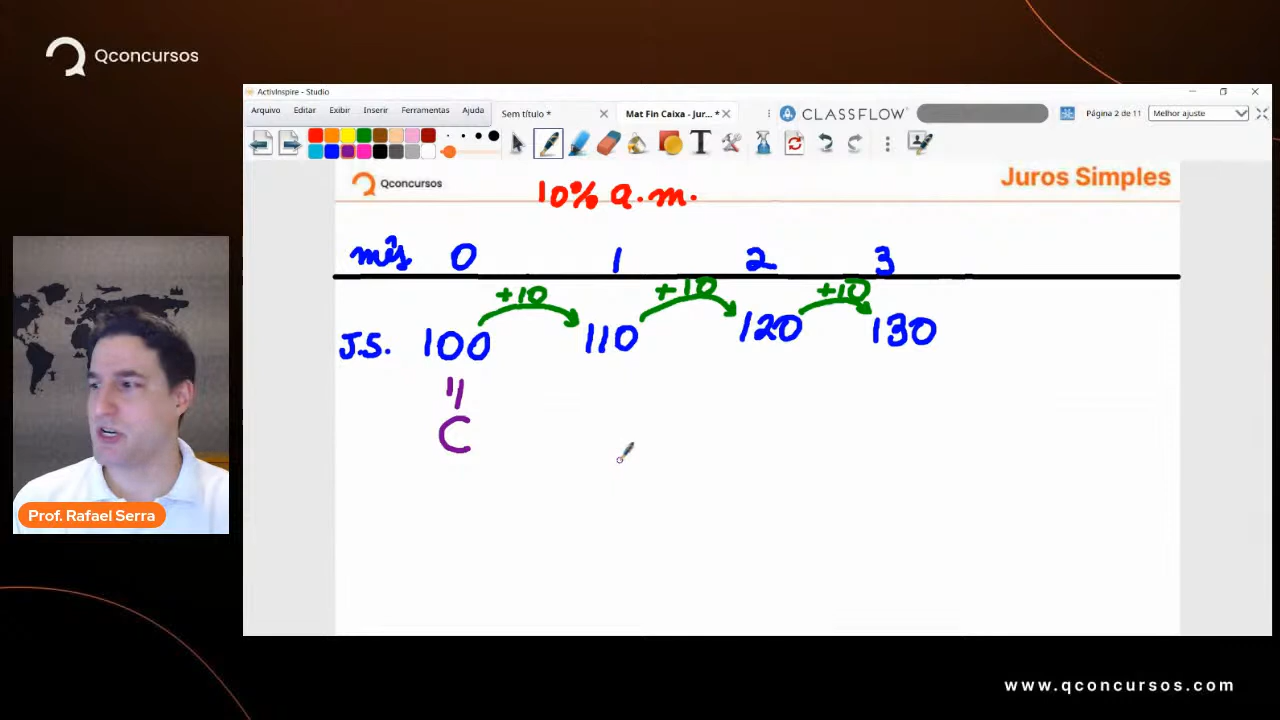 Qconcursos
ActivInspire - Studio
Arquivo Editar Exibir Inserir Ferramentas Ajuda
Sem título *
Mat Fin Caixa - Jur... *
CLASSFLOW
Página 2 de 11
Melhor ajuste
Qconcursos
10% a.m.
Juros Simples
mês 0 1 2 3
+10 +10 +10
J.S. 100 110 120 130
=
C
Prof. Rafael Serra
www.qconcursos.com